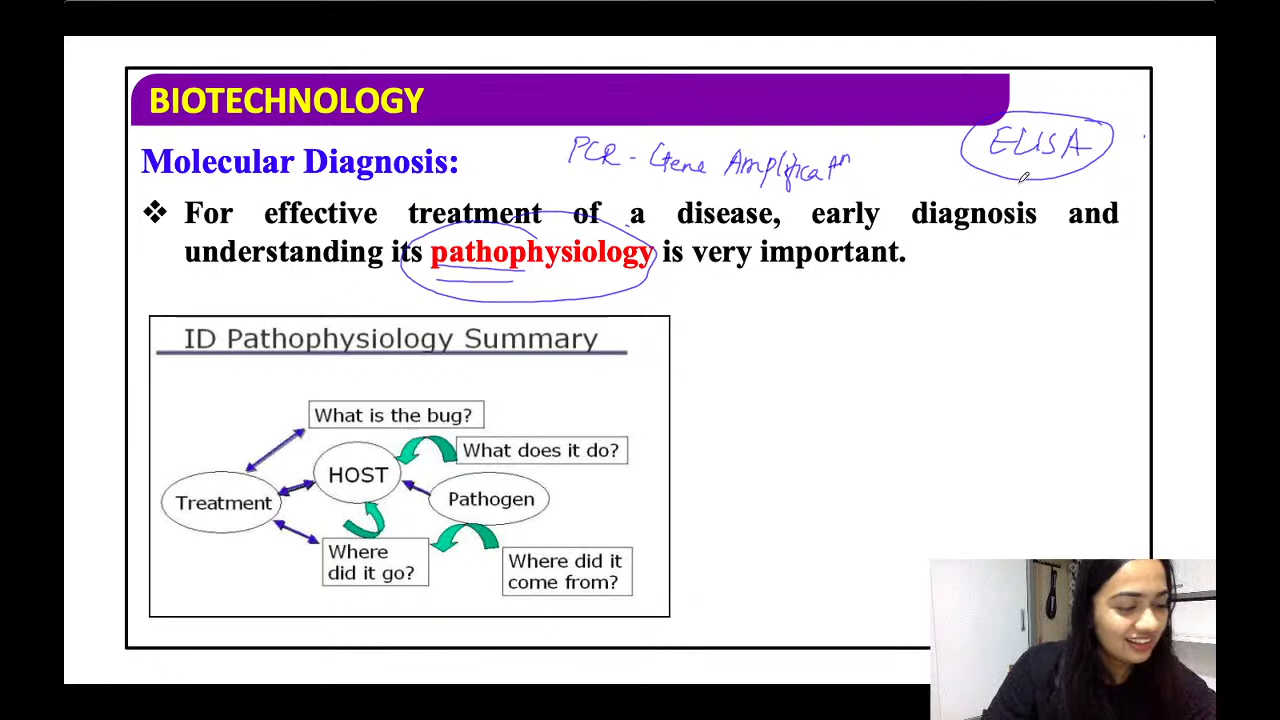 BIOTECHNOLOGY
ELISA
Molecular Diagnosis:
PCR - Gene Amplificatn
❖ For effective treatment of a disease, early diagnosis and
understanding its pathophysiology is very important.
ID Pathophysiology Summary
What is the bug?
What does it do?
HOST
Treatment
Pathogen
Where
did it go?
Where did it
come from?